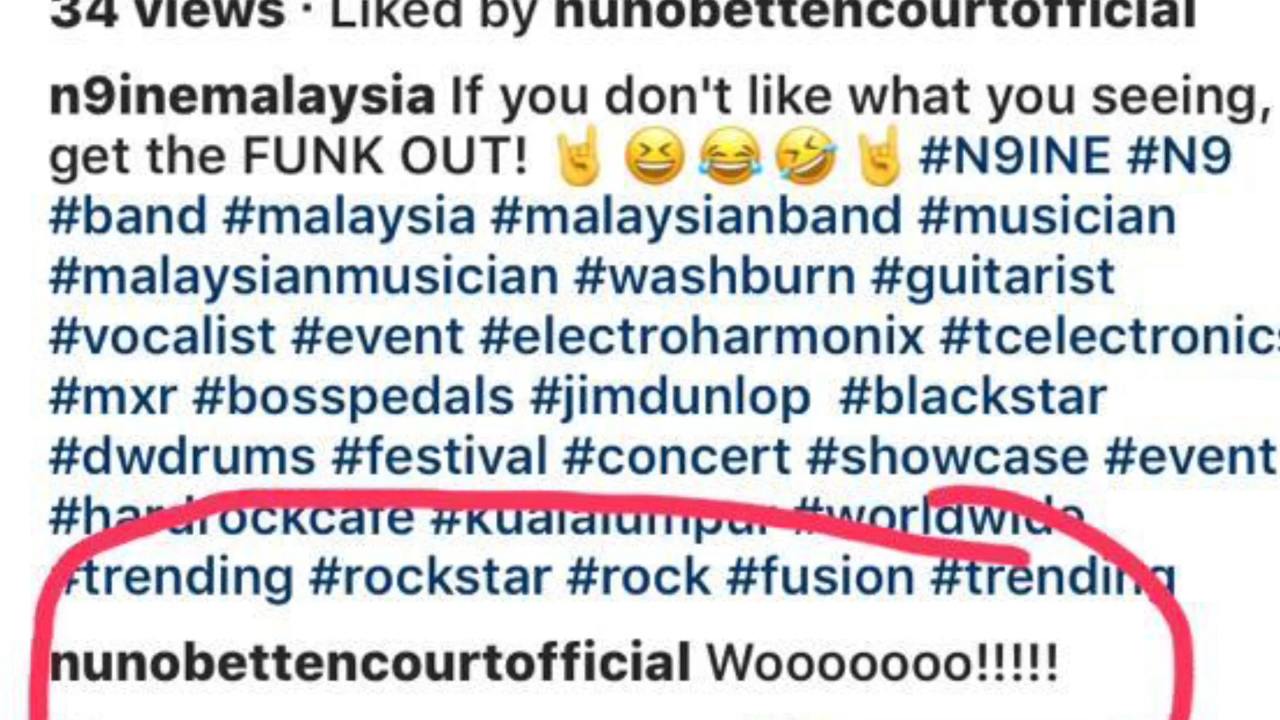 34 views · Liked by nunobettencourtofficial
n9inemalaysia If you don't like what you seeing,
get the FUNK OUT! 🤘😆😂🤣🤘 #N9INE #N9
#band #malaysia #malaysianband #musician
#malaysianmusician #washburn #guitarist
#vocalist #event #electroharmonix #tcelectronics
#mxr #bosspedals #jimdunlop #blackstar
#dwdrums #festival #concert #showcase #event
#hardrockcafe #kualalumpur #worldwide
#trending #rockstar #rock #fusion #trending
nunobettencourtofficial Wooooooo!!!!!